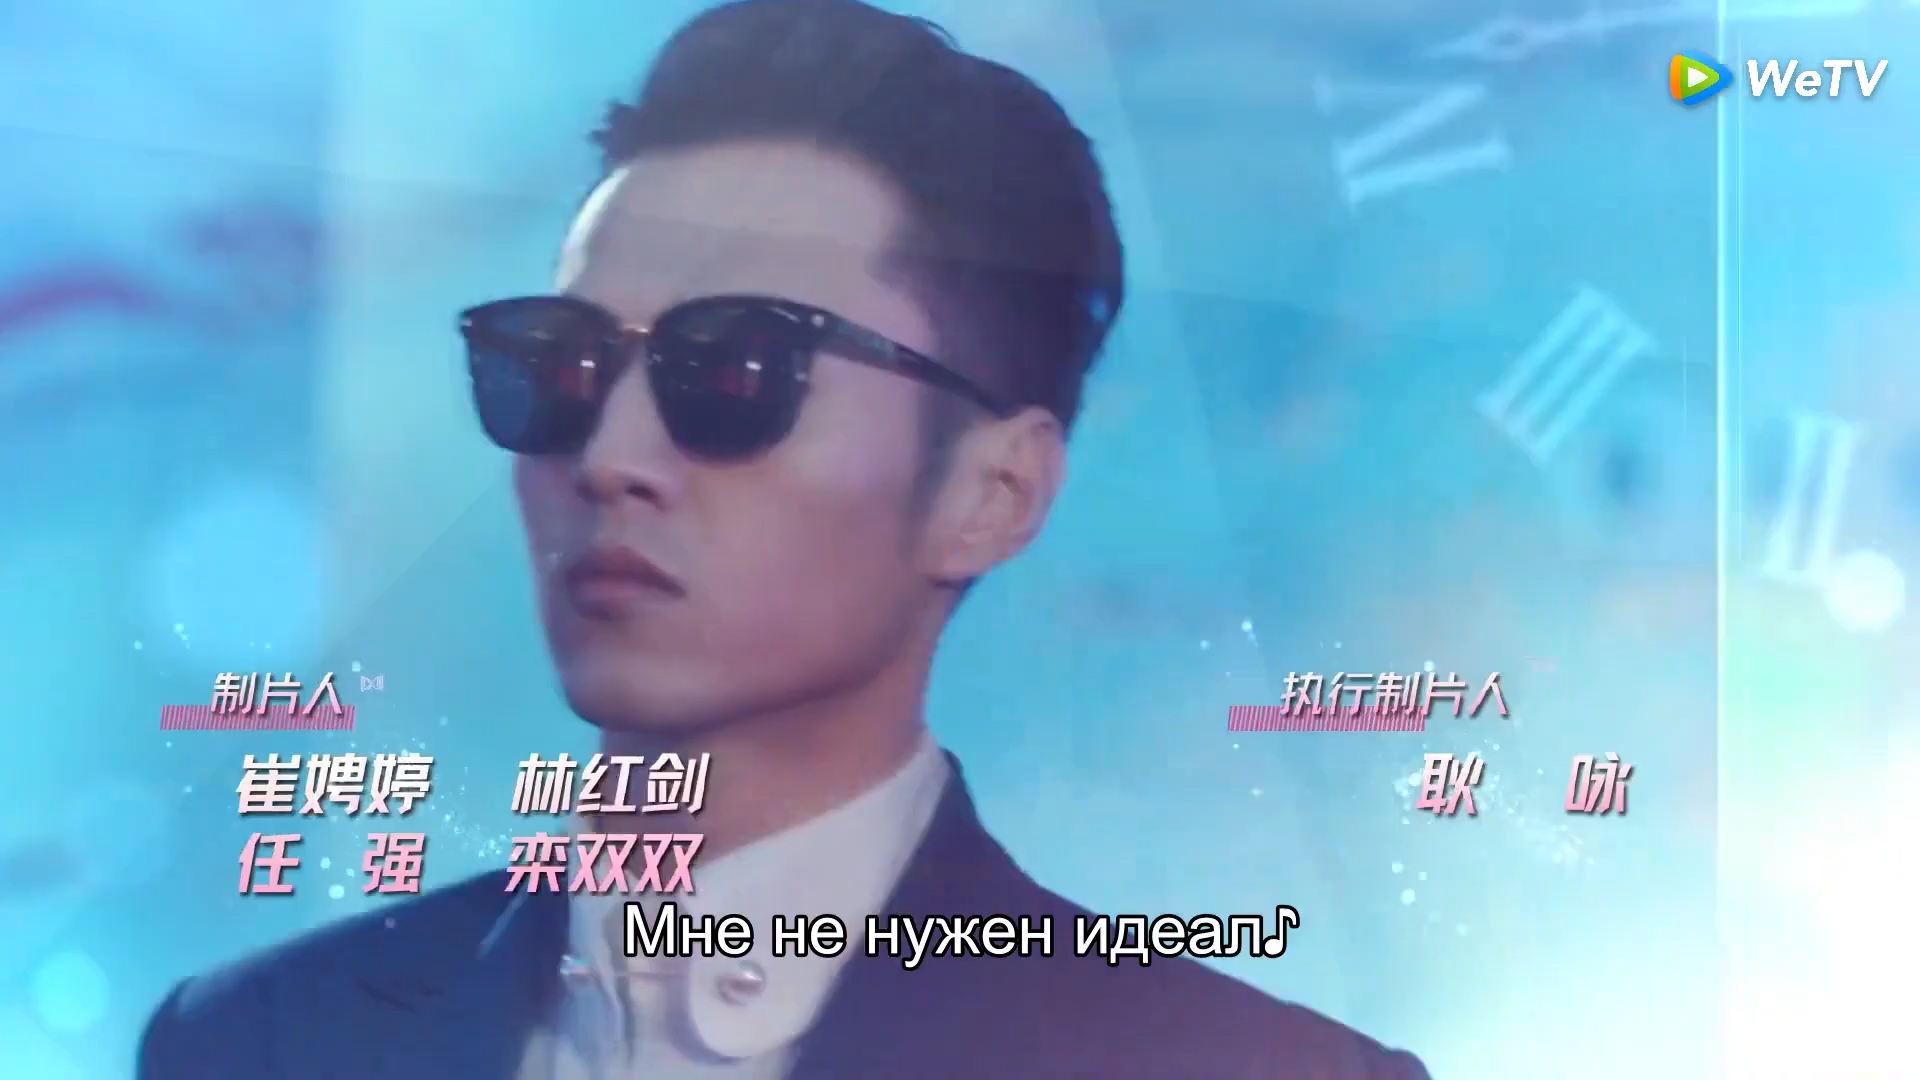 WeTV
制片人
崔娉婷 林红剑
任强 栾双双
执行制片人
耿咏
Мне не нужен идеал♪